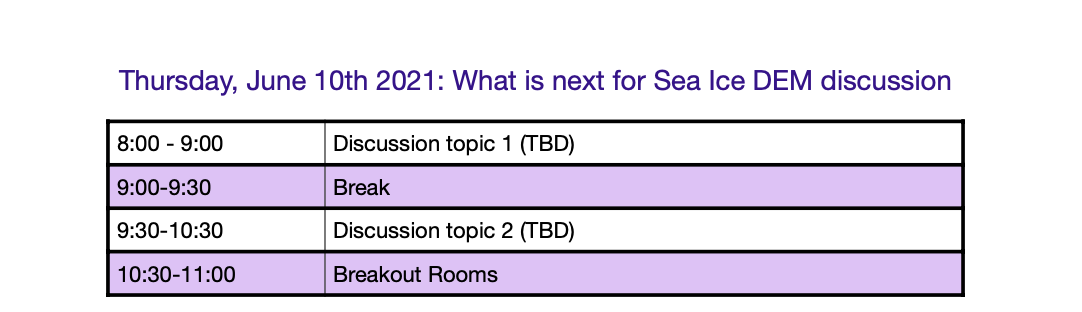 Thursday, June 10th 2021: What is next for Sea Ice DEM discussion
8:00 - 9:00 Discussion topic 1 (TBD)
9:00-9:30 Break
9:30-10:30 Discussion topic 2 (TBD)
10:30-11:00 Breakout Rooms